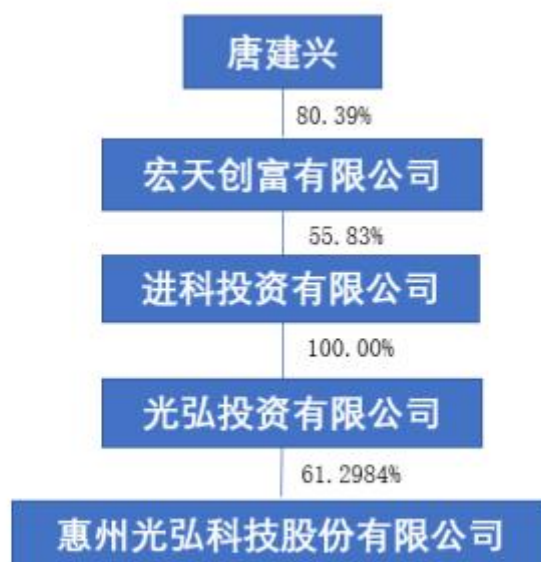 唐建兴
80.39%
宏天创富有限公司
55.83%
进科投资有限公司
100.00%
光弘投资有限公司
61.2984%
惠州光弘科技股份有限公司